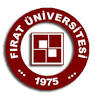 FIRAT ÜNİVERSİTESİ
... 1975 ...